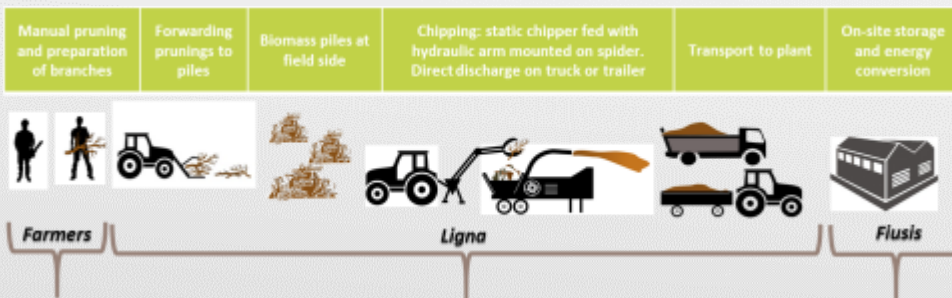 Manual pruning
and preparation
of branches
Forwarding
prunings to
piles
Biomass piles at
field side
Chipping: static chipper fed with
hydraulic arm mounted on spider.
Direct discharge on truck or trailer
Transport to plant
On-site storage
and energy
conversion
Farmers
Ligna
Fiusis